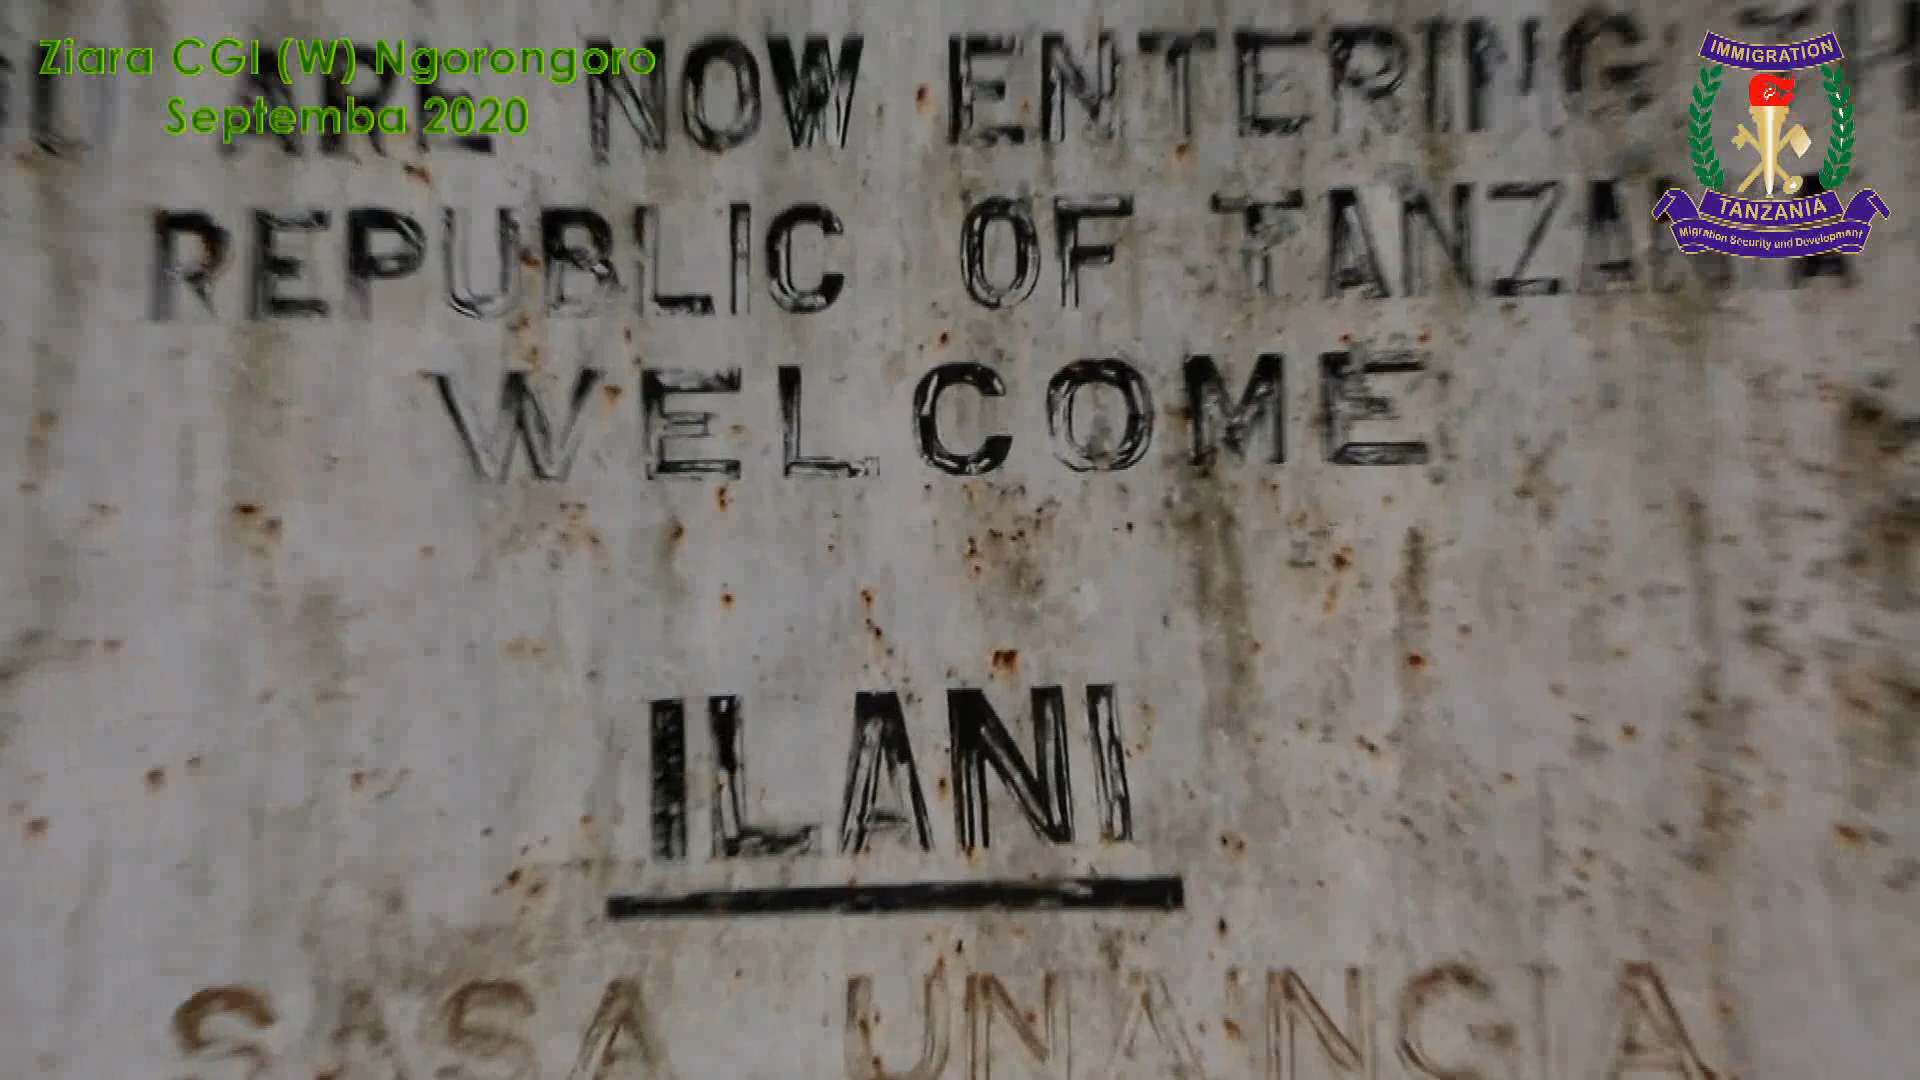 Ziara CGI (W) Ngorongoro
Septemba 2020
ARE NOW ENTERING
REPUBLIC OF TANZANIA
WELCOME
ILANI
SASA UNAINGIA
IMMIGRATION
TANZANIA
Migration Security and Development